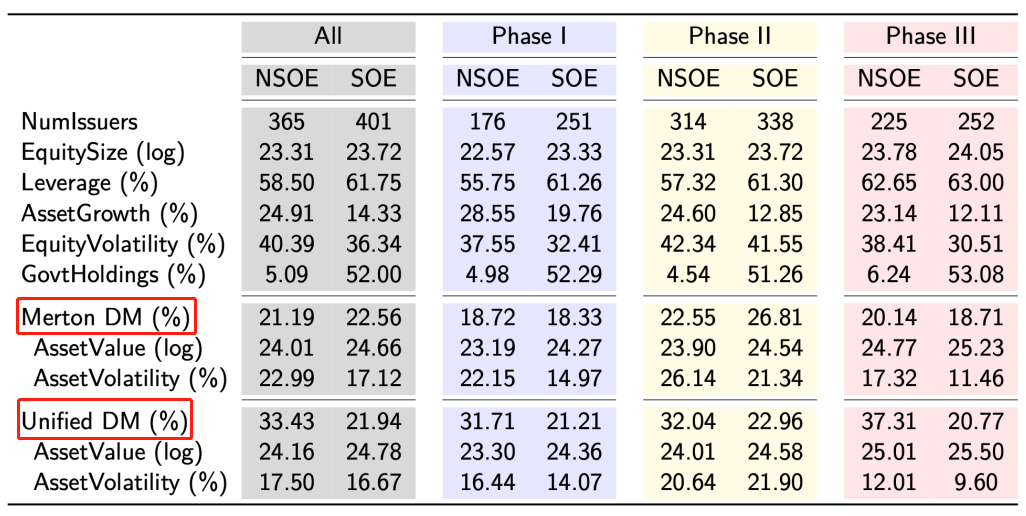 All Phase I Phase II Phase III
NSOE SOE NSOE SOE NSOE SOE NSOE SOE
NumIssuers 365 401 176 251 314 338 225 252
EquitySize (log) 23.31 23.72 22.57 23.33 23.31 23.72 23.78 24.05
Leverage (%) 58.50 61.75 55.75 61.26 57.32 61.30 62.65 63.00
AssetGrowth (%) 24.91 14.33 28.55 19.76 24.60 12.85 23.14 12.11
EquityVolatility (%) 40.39 36.34 37.55 32.41 42.34 41.55 38.41 30.51
GovtHoldings (%) 5.09 52.00 4.98 52.29 4.54 51.26 6.24 53.08
Merton DM (%) 21.19 22.56 18.72 18.33 22.55 26.81 20.14 18.71
AssetValue (log) 24.01 24.66 23.19 24.27 23.90 24.54 24.77 25.23
AssetVolatility (%) 22.99 17.12 22.15 14.97 26.14 21.34 17.32 11.46
Unified DM (%) 33.43 21.94 31.71 21.21 32.04 22.96 37.31 20.77
AssetValue (log) 24.16 24.78 23.30 24.36 24.01 24.58 25.01 25.50
AssetVolatility (%) 17.50 16.67 16.44 14.07 20.64 21.90 12.01 9.60